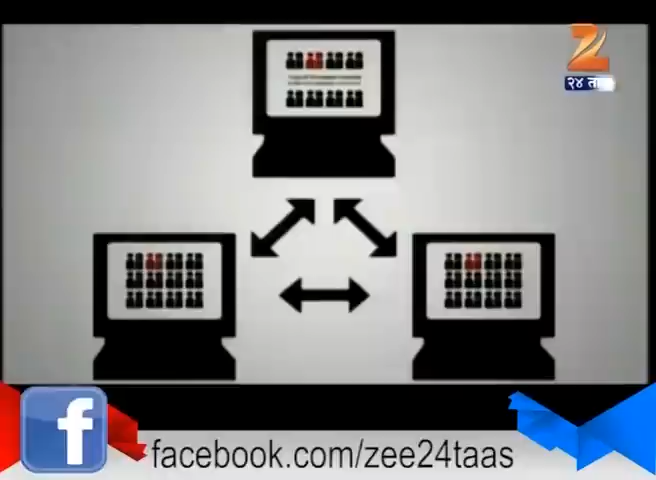 २४ ता
facebook.com/zee24taas